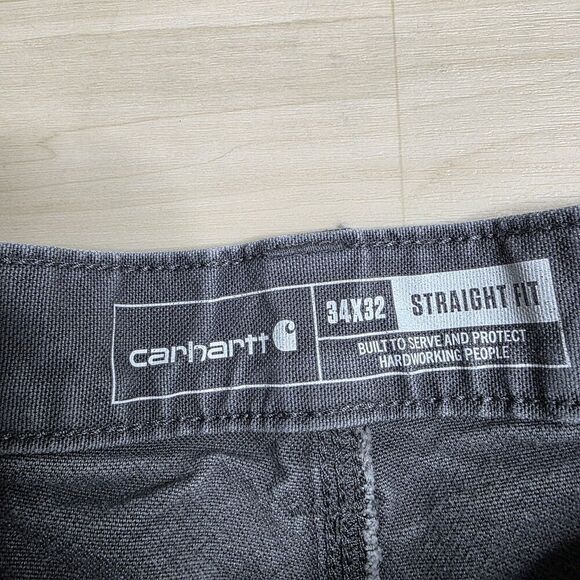 carhartt
34X32 STRAIGHT FIT
BUILT TO SERVE AND PROTECT
HARDWORKING PEOPLE